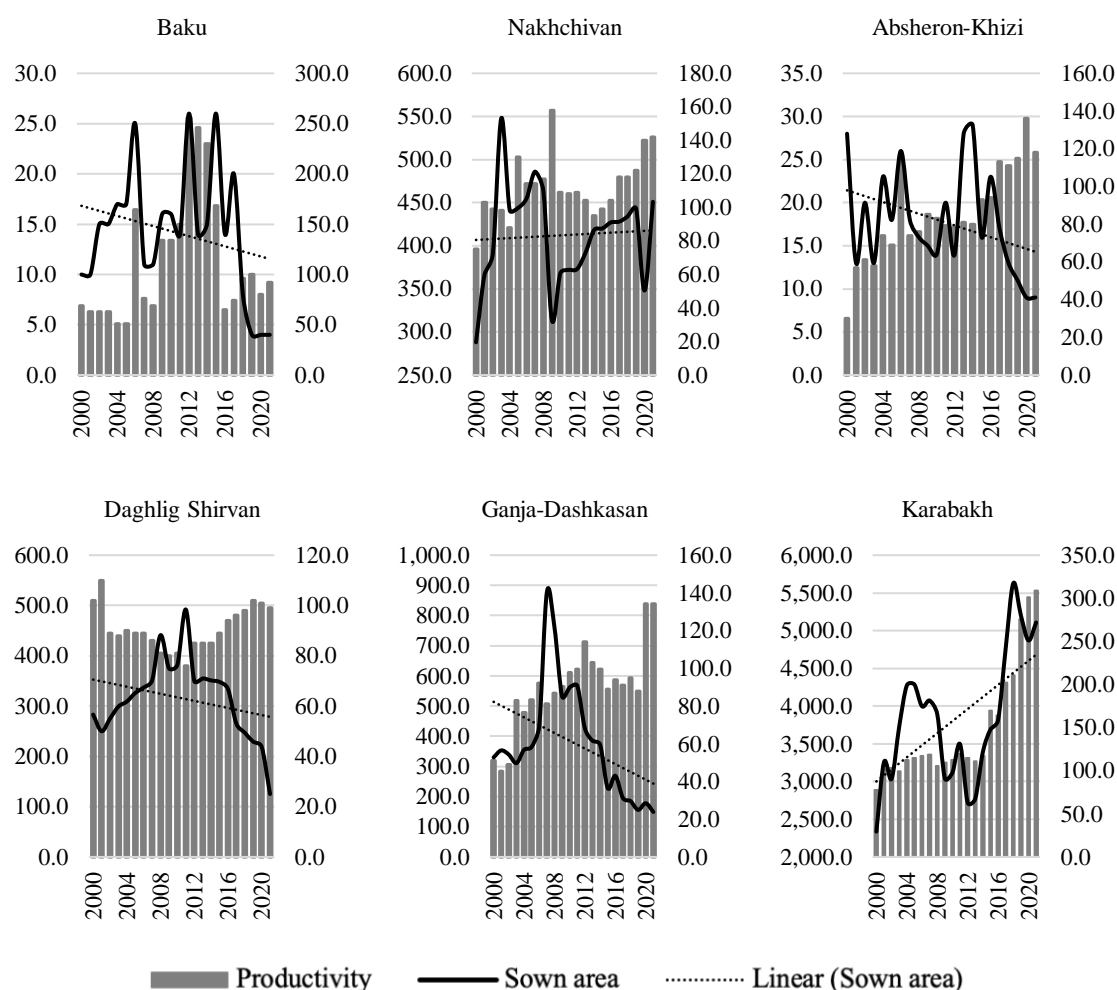 Baku Nakhchivan Absheron-Khizi
30.0 300.0 600.0 180.0 35.0 160.0
25.0 250.0 550.0 160.0 30.0 140.0
20.0 200.0 500.0 140.0 25.0 120.0
15.0 150.0 450.0 120.0 20.0 100.0
10.0 100.0 400.0 100.0 15.0 80.0
5.0 50.0 350.0 80.0 10.0 60.0
0.0 0.0 300.0 60.0 5.0 40.0
250.0 40.0 0.0 20.0
20.0 0.0
0.0
2000 2004 2008 2012 2016 2020 2000 2004 2008 2012 2016 2020 2000 2004 2008 2012 2016 2020
Daghlig Shirvan Ganja-Dashkasan Karabakh
600.0 120.0 1,000.0 160.0 6,000.0 350.0
500.0 100.0 900.0 140.0 5,500.0 300.0
400.0 80.0 800.0 120.0 5,000.0 250.0
300.0 60.0 700.0 100.0 4,500.0 200.0
200.0 40.0 600.0 80.0 4,000.0 150.0
100.0 20.0 500.0 60.0 3,500.0 100.0
0.0 0.0 400.0 40.0 3,000.0 50.0
300.0 20.0 2,500.0 0.0
200.0 0.0 2,000.0
100.0
0.0
2000 2004 2008 2012 2016 2020 2000 2004 2008 2012 2016 2020 2000 2004 2008 2012 2016 2020
Productivity Sown area Linear (Sown area)